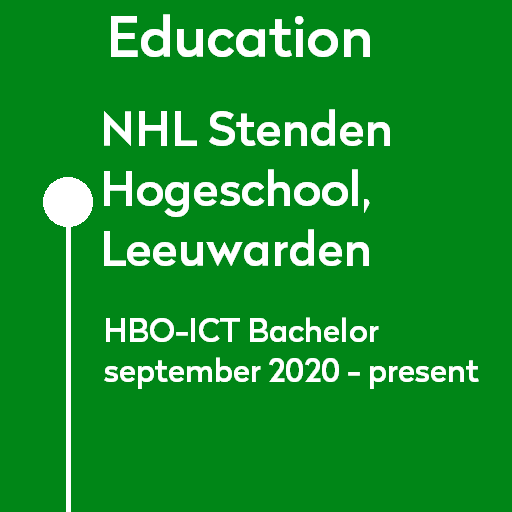 Education
NHL Stenden
Hogeschool,
Leeuwarden
HBO-ICT Bachelor
september 2020 - present